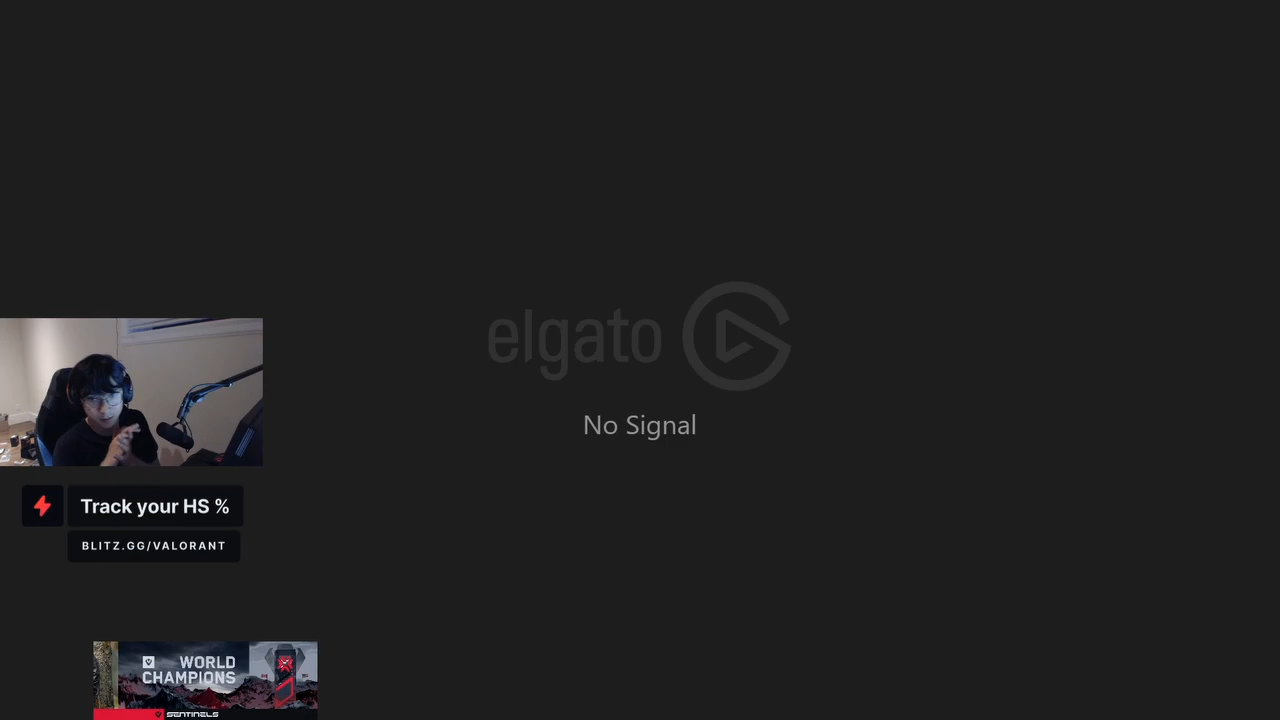 elgato
No Signal
Track your HS %
BLITZ.GG/VALORANT
WORLD
CHAMPIONS
SENTINELS